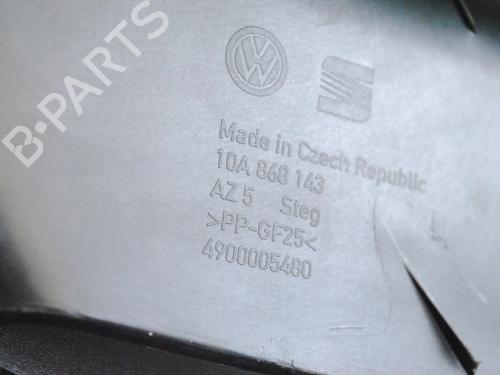 B-PARTS
Made in Czech Republic
10A 868 143
AZ 5 Steg
>PP-GF25<
4900005480